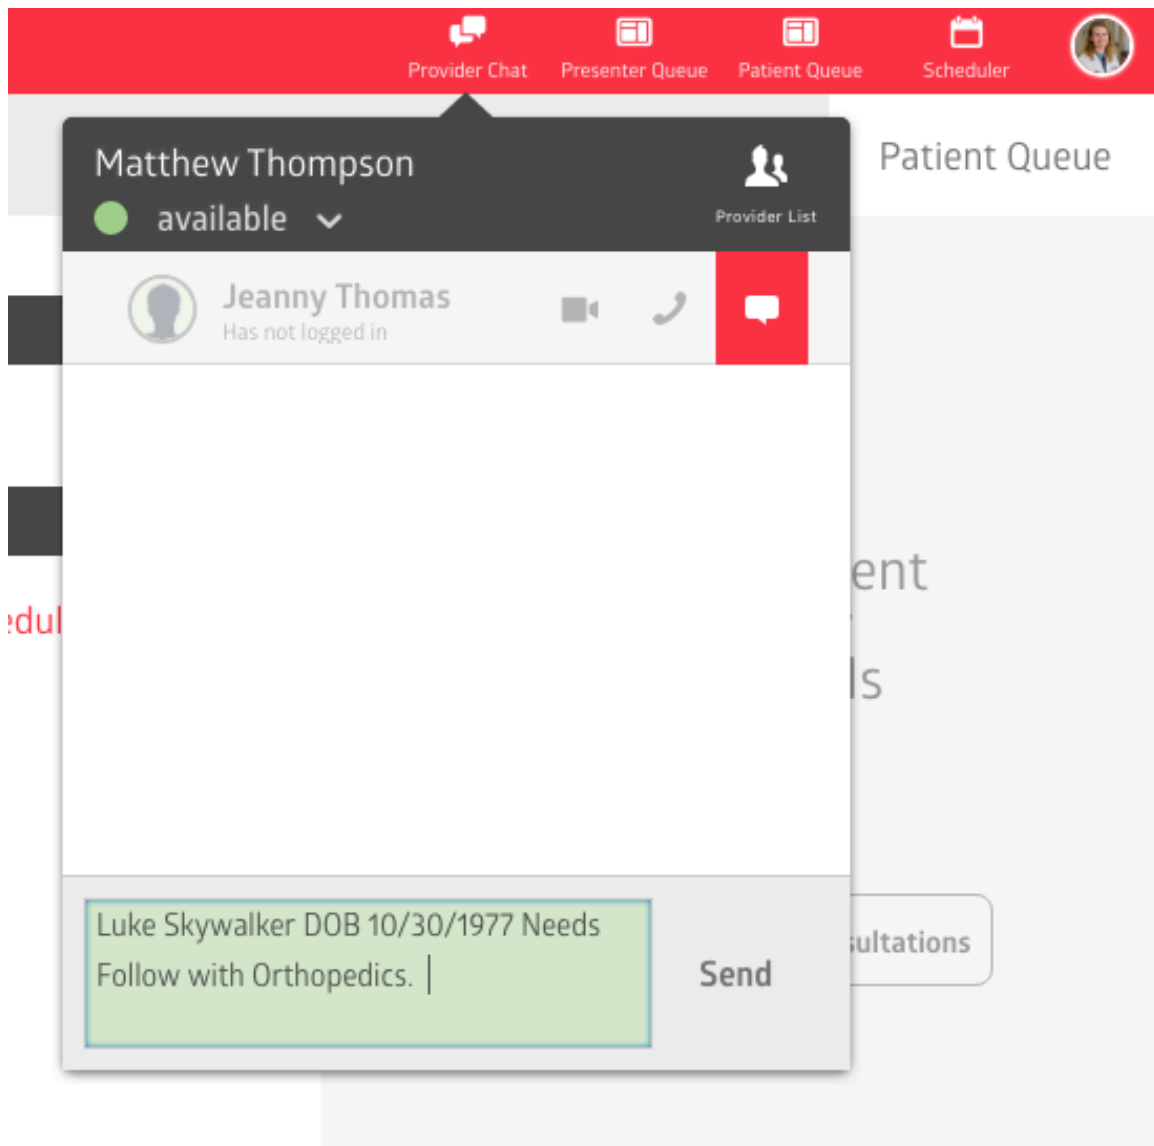 Provider Chat
Presenter Queue
Patient Queue
Scheduler
Matthew Thompson
available
Provider List
Patient Queue
Jeanny Thomas
Has not logged in
edul
ent
ls
Luke Skywalker DOB 10/30/1977 Needs
Follow with Orthopedics.
Send
sultations